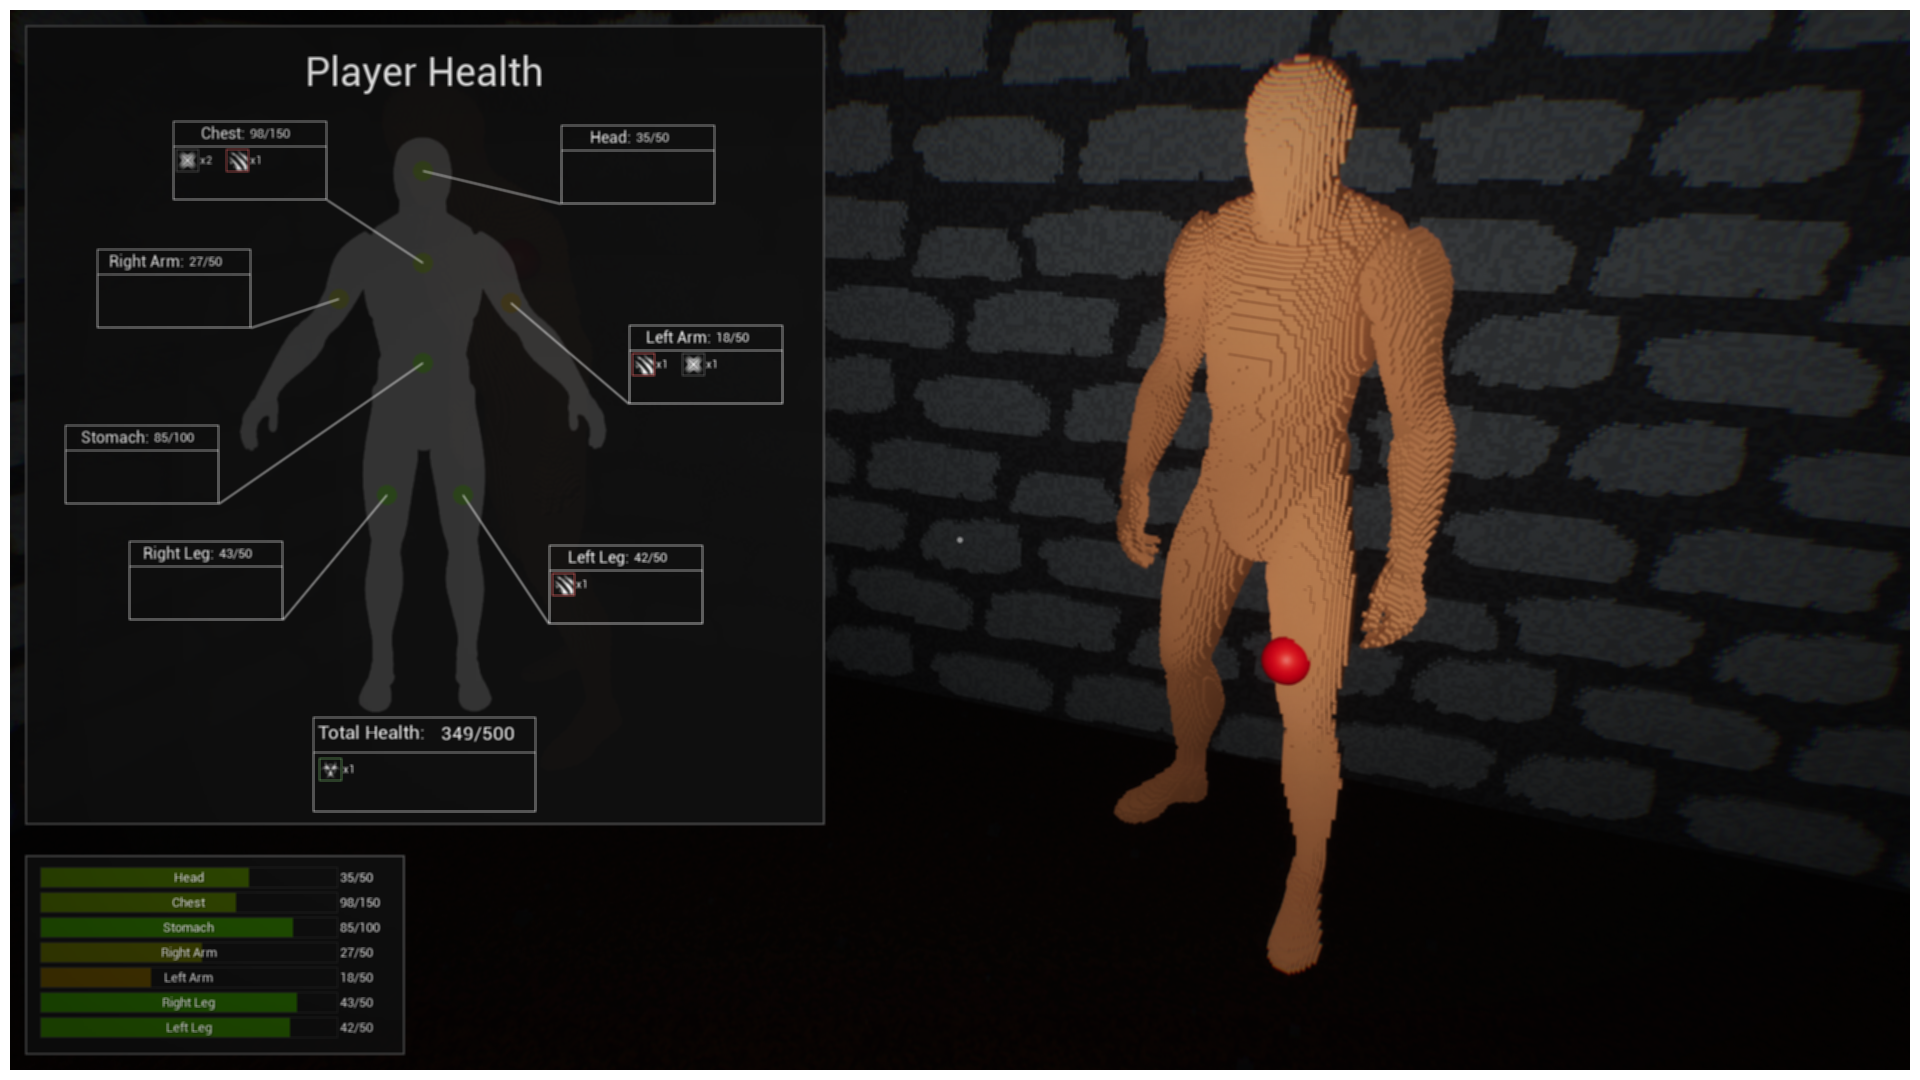 Player Health
Chest: 98/150
x2 x1
Head: 35/50
Right Arm: 27/50
Left Arm: 18/50
x1 x1
Stomach: 85/100
Right Leg: 43/50
Left Leg: 42/50
x1
Total Health: 349/500
x1
Head 35/50
Chest 98/150
Stomach 85/100
Right Arm 27/50
Left Arm 18/50
Right Leg 43/50
Left Leg 42/50